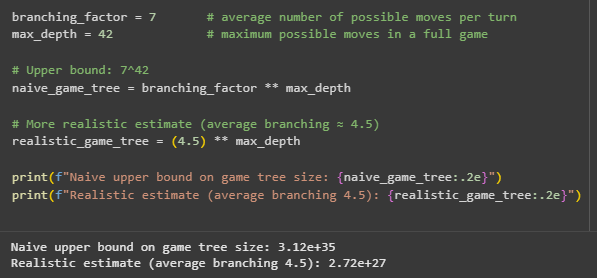 branching_factor = 7       # average number of possible moves per turn
max_depth = 42             # maximum possible moves in a full game
# Upper bound: 7^42
naive_game_tree = branching_factor ** max_depth
# More realistic estimate (average branching ≈ 4.5)
realistic_game_tree = (4.5) ** max_depth
print(f"Naive upper bound on game tree size: {naive_game_tree:.2e}")
print(f"Realistic estimate (average branching 4.5): {realistic_game_tree:.2e}")
Naive upper bound on game tree size: 3.12e+35
Realistic estimate (average branching 4.5): 2.72e+27